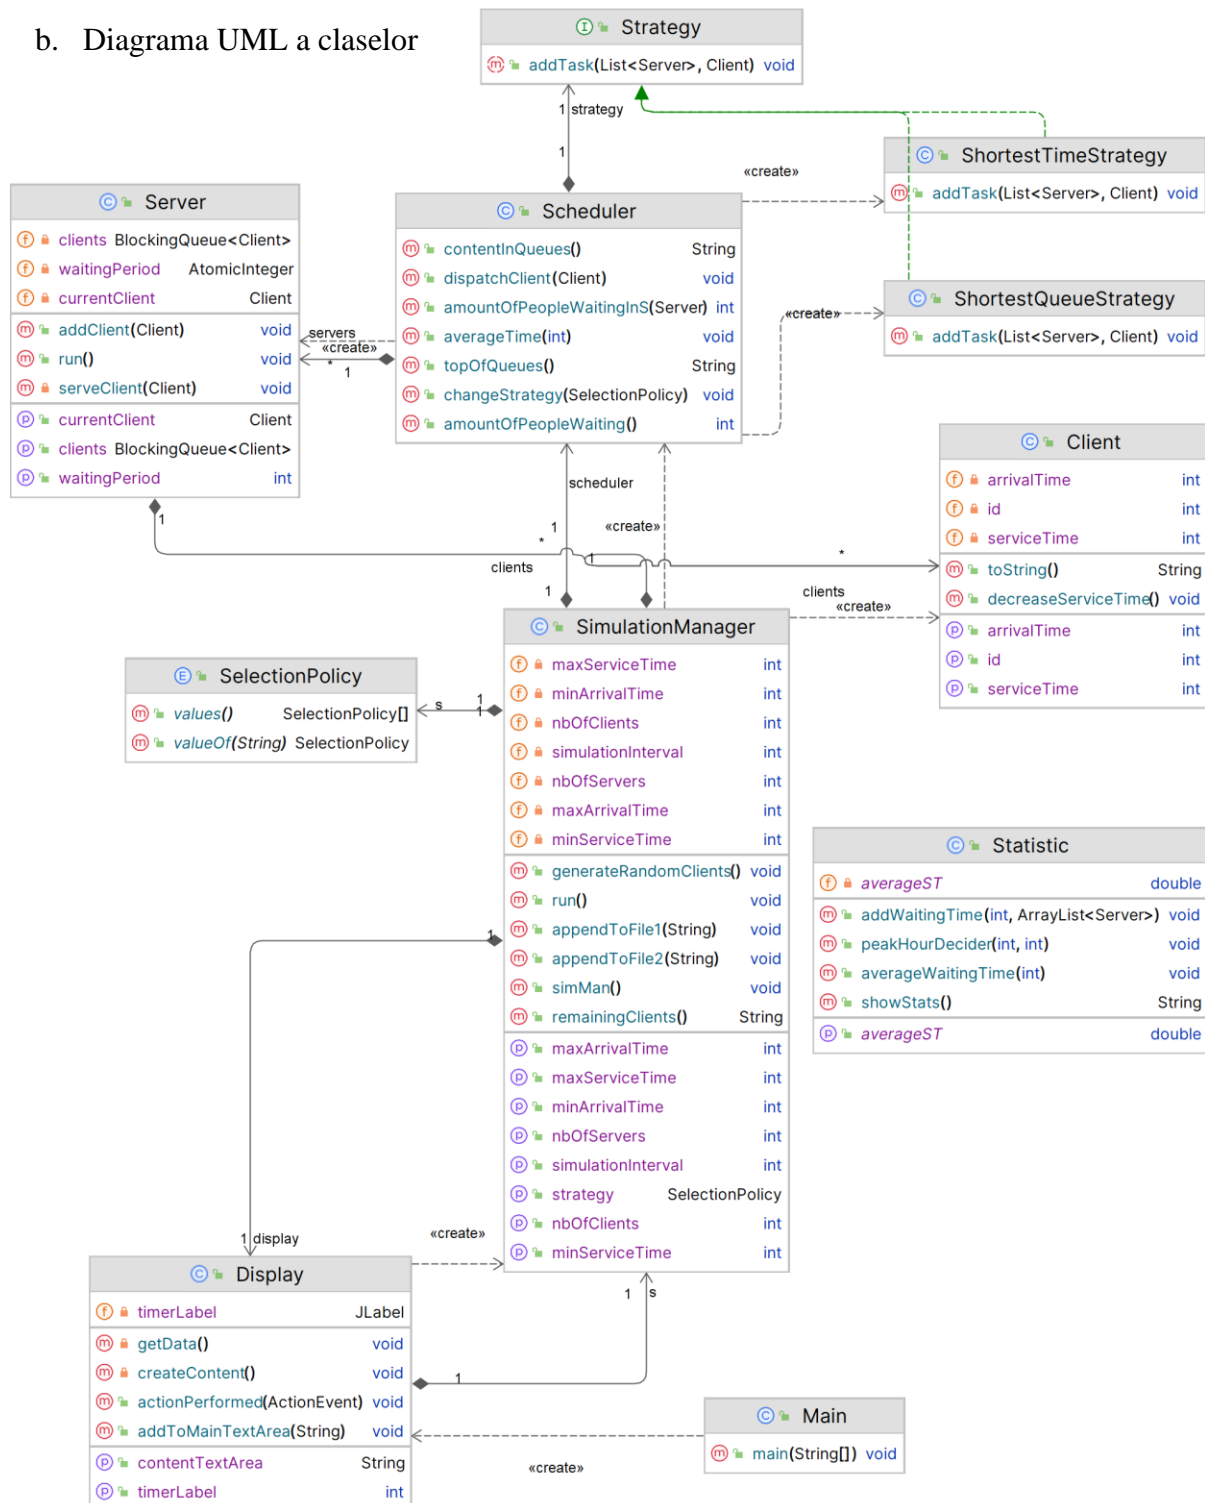 b. Diagrama UML a claselor
Strategy
addTask(List<Server>, Client) void
1 strategy
1
ShortestTimeStrategy
addTask(List<Server>, Client) void
«create»
Server
clients BlockingQueue<Client>
waitingPeriod AtomicInteger
currentClient Client
addClient(Client) void
run() void
serveClient(Client) void
currentClient Client
clients BlockingQueue<Client>
waitingPeriod int
Scheduler
contentInQueues() String
dispatchClient(Client) void
amountOfPeopleWaitingInS(Server) int
averageTime(int) void
topOfQueues() String
changeStrategy(SelectionPolicy) void
amountOfPeopleWaiting() int
servers
«create»
*
1
ShortestQueueStrategy
addTask(List<Server>, Client) void
«create»
Client
arrivalTime int
id int
serviceTime int
toString() String
decreaseServiceTime() void
arrivalTime int
id int
serviceTime int
scheduler
1
«create»
1
*
1
*
clients
clients
«create»
1
SimulationManager
maxServiceTime int
minArrivalTime int
nbOfClients int
simulationInterval int
nbOfServers int
maxArrivalTime int
minServiceTime int
generateRandomClients() void
run() void
appendToFile1(String) void
appendToFile2(String) void
simMan() void
remainingClients() String
maxArrivalTime int
maxServiceTime int
minArrivalTime int
nbOfServers int
simulationInterval int
strategy SelectionPolicy
nbOfClients int
minServiceTime int
SelectionPolicy
values() SelectionPolicy[]
valueOf(String) SelectionPolicy
s
1
1
Statistic
averageST double
addWaitingTime(int, ArrayList<Server>) void
peakHourDecider(int, int) void
averageWaitingTime(int) void
showStats() String
averageST double
1
1 display
«create»
Display
timerLabel JLabel
getData() void
createContent() void
actionPerformed(ActionEvent) void
addToMainTextArea(String) void
contentTextArea String
timerLabel int
1 s
1
Main
main(String[]) void
«create»